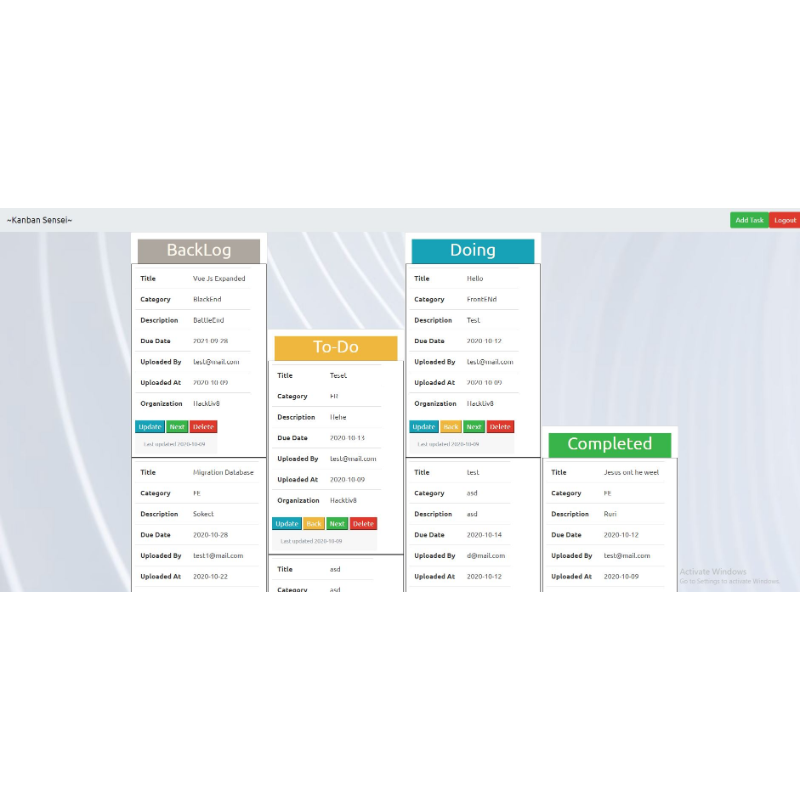 ~Kanban Sensei~
Add Task Logout
BackLog
Title Vue Js Expanded
Category BlackEnd
Description BattleEnd
Due Date 2021-09-28
Uploaded By test@mail.com
Uploaded At 2020-10-09
Organization Hacktiv8
Update Next Delete
Last updated 2020-10-09
Title Migration Database
Category FE
Description Sokect
Due Date 2020-10-28
Uploaded By test1@mail.com
Uploaded At 2020-10-22
To-Do
Title Teset
Category
Description Hehe
Due Date 2020-10-13
Uploaded By test@mail.com
Uploaded At 2020-10-09
Organization Hacktiv8
Update Back Next Delete
Last updated 2020-10-09
Title asd
Category asd
Doing
Title Hello
Category FrontENd
Description Test
Due Date 2020-10-12
Uploaded By test@mail.com
Uploaded At 2020-10-09
Organization Hacktiv8
Update Back Next Delete
Last updated 2020-10-09
Title test
Category asd
Description asd
Due Date 2020-10-14
Uploaded By d@mail.com
Uploaded At 2020-10-12
Completed
Title Jesus ont he weel
Category FE
Description Ruri
Due Date 2020-10-12
Uploaded By test@mail.com
Uploaded At 2020-10-09
Activate Windows
Go to Settings to activate Windows.